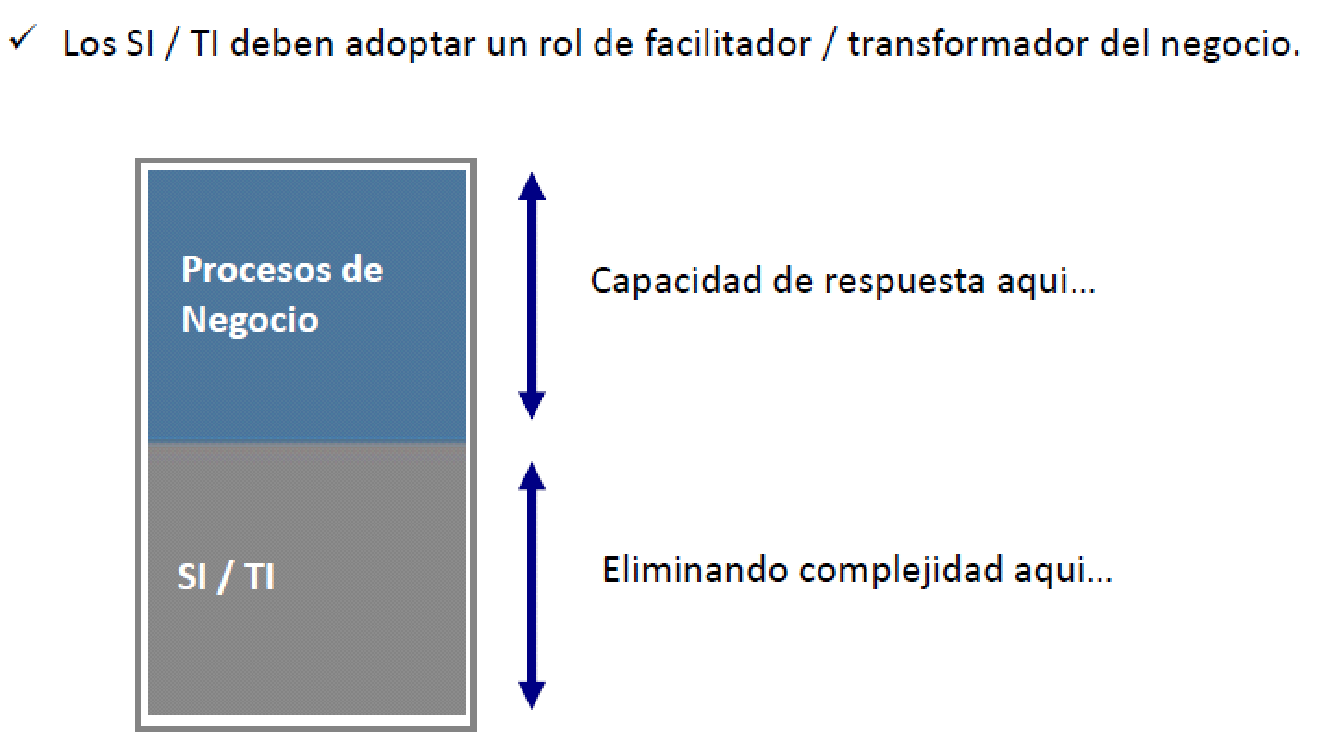 ✓ Los SI / TI deben adoptar un rol de facilitador / transformador del negocio.
Procesos de
Negocio
Capacidad de respuesta aqui...
SI / TI
Eliminando complejidad aqui...